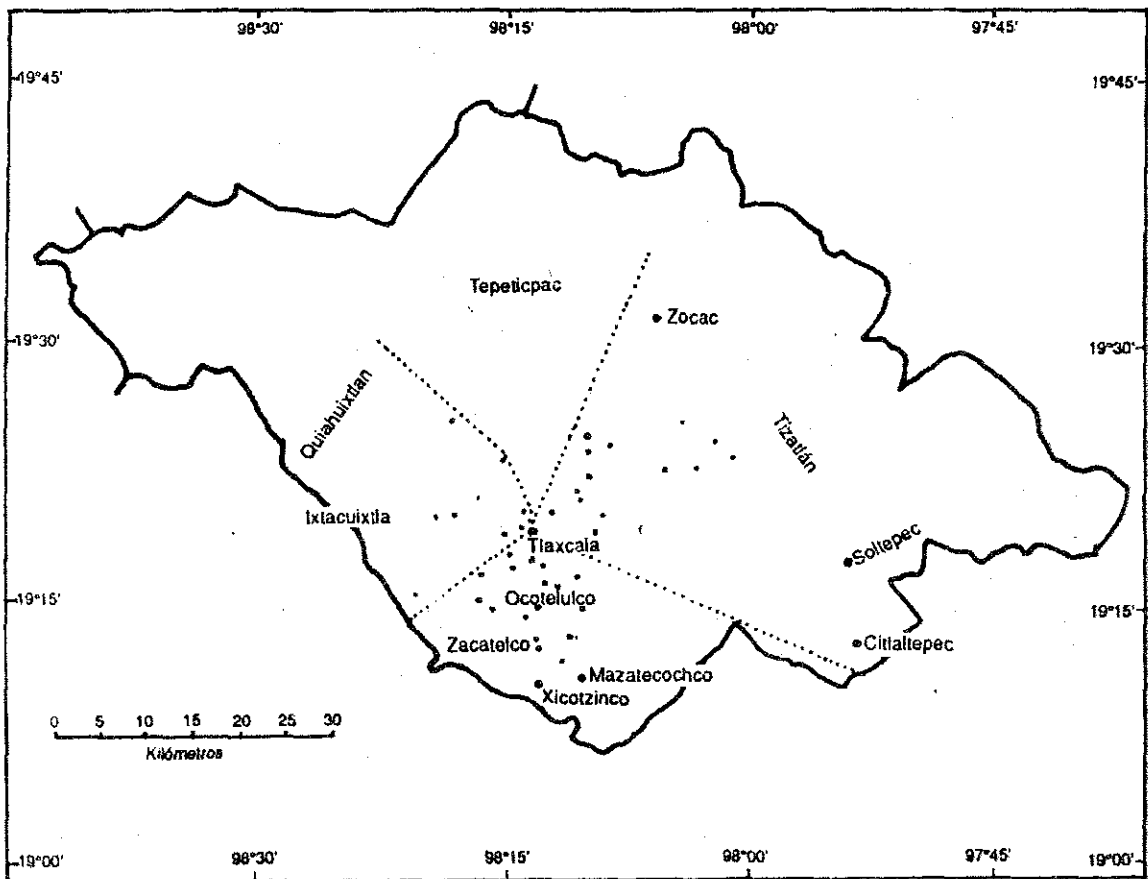 98°30' 98°15' 98°00' 97°45'
19°45' 19°45'
Tepeticpac
Zocac
19°30' 19°30'
Quiahuixtlan
Tizatlán
Ixtacuixtla
Tlaxcala
Soltepec
19°15' 19°15'
Ocotelulco
Zacatelco
Citlaltepec
Mazatecochco
Xicotzinco
0 5 10 15 20 25 30
Kilómetros
19°00' 98°30' 98°15' 98°00' 97°45' 19°00'